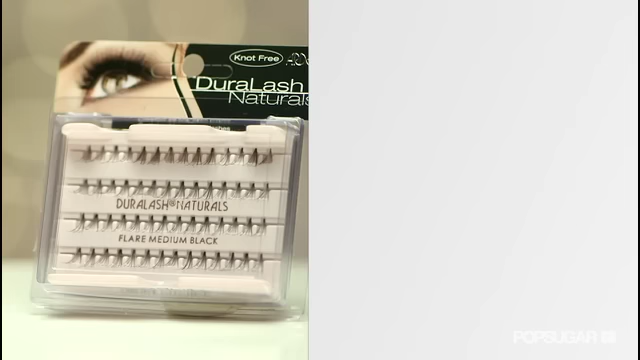 Knot Free
DuraLash
Naturals
DURALASH® NATURALS
FLARE MEDIUM BLACK
POPSUGAR